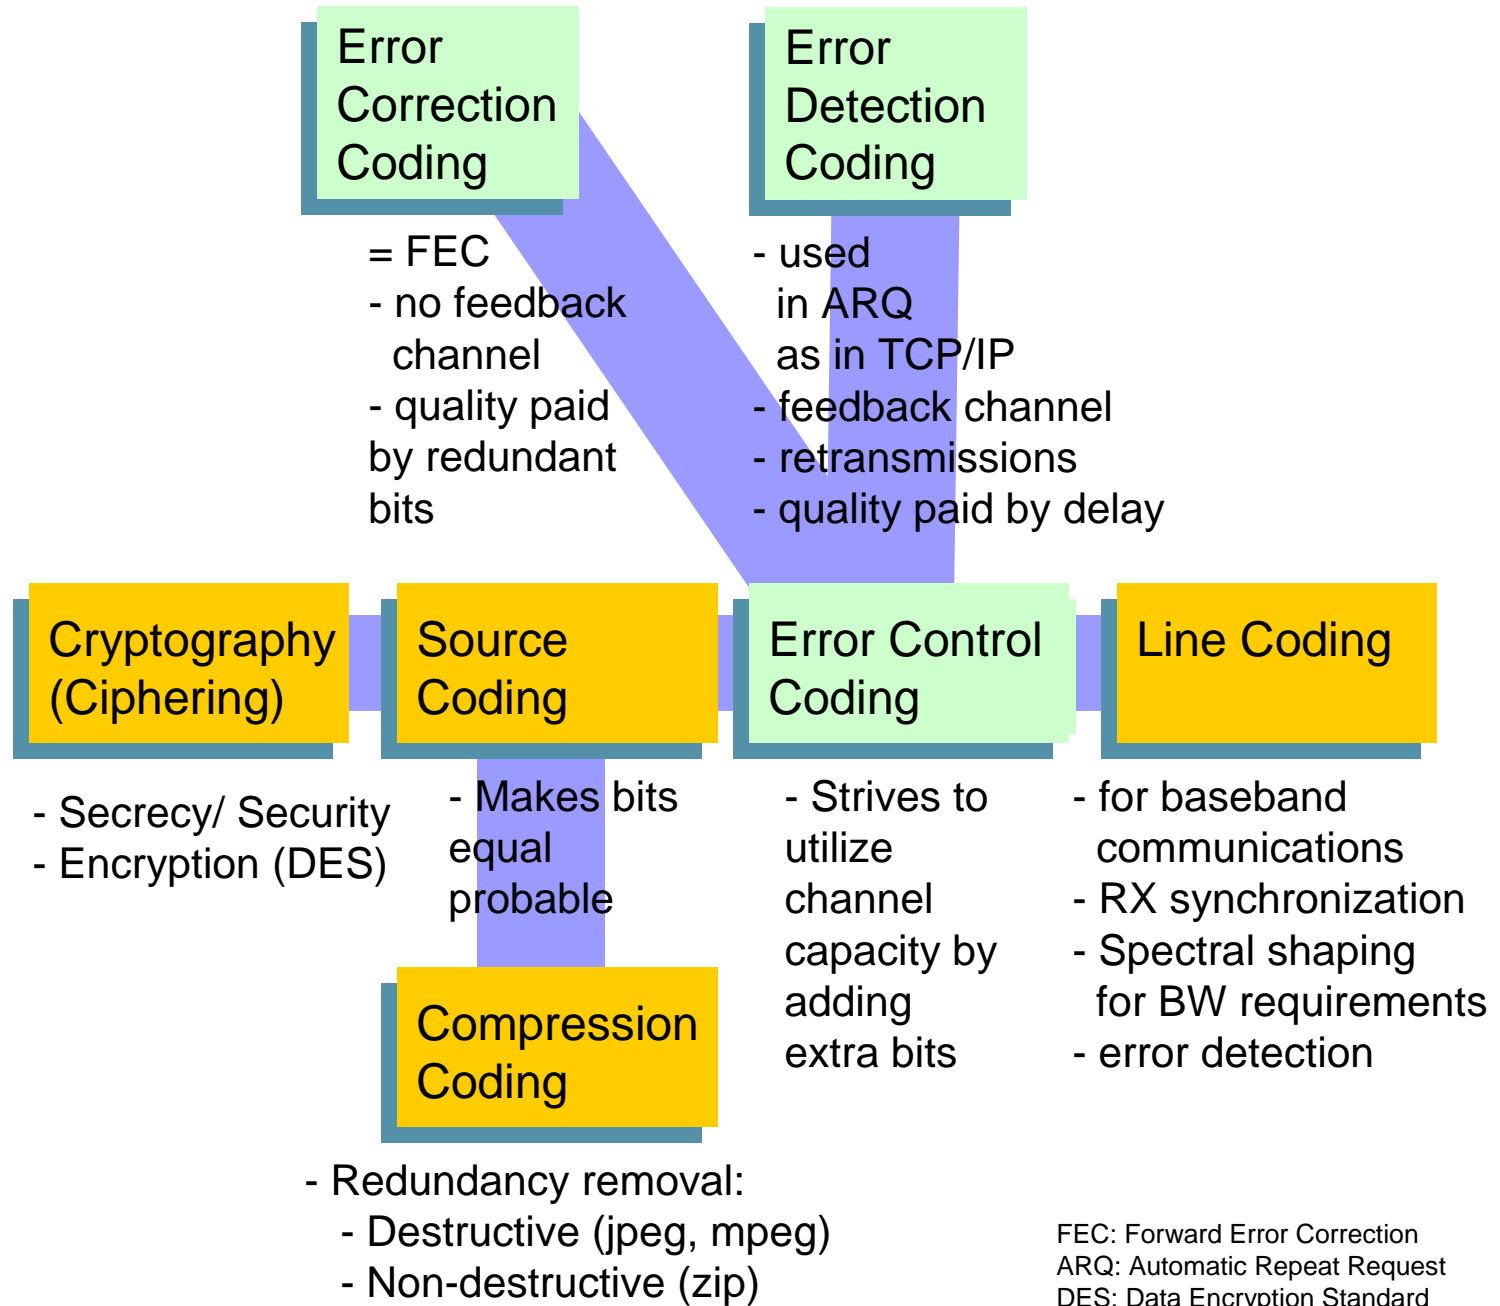 Error
Correction
Coding
Error
Detection
Coding
= FEC
- no feedback
channel
- quality paid
by redundant
bits
- used
in ARQ
as in TCP/IP
- feedback channel
- retransmissions
- quality paid by delay
Cryptography
(Ciphering)
Source
Coding
Error Control
Coding
Line Coding
- Secrecy/ Security
- Encryption (DES)
- Makes bits
equal
probable
- Strives to
utilize
channel
capacity by
adding
extra bits
- for baseband
communications
- RX synchronization
- Spectral shaping
for BW requirements
- error detection
Compression
Coding
- Redundancy removal:
- Destructive (jpeg, mpeg)
- Non-destructive (zip)
FEC: Forward Error Correction
ARQ: Automatic Repeat Request
DES: Data Encryption Standard